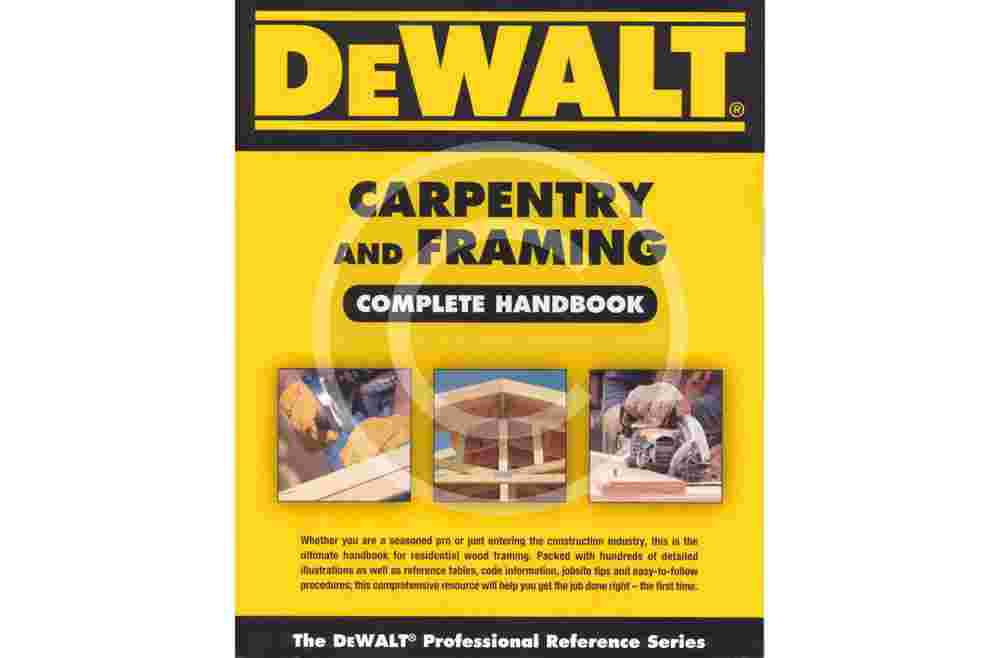 DEWALT®
CARPENTRY
AND FRAMING
COMPLETE HANDBOOK
Whether you are a seasoned pro or just entering the construction industry, this is the
ultimate handbook for residential wood framing. Packed with hundreds of detailed
illustrations as well as reference tables, code information, jobsite tips and easy-to-follow
procedures; this comprehensive resource will help you get the job done right – the first time.
The DEWALT® Professional Reference Series